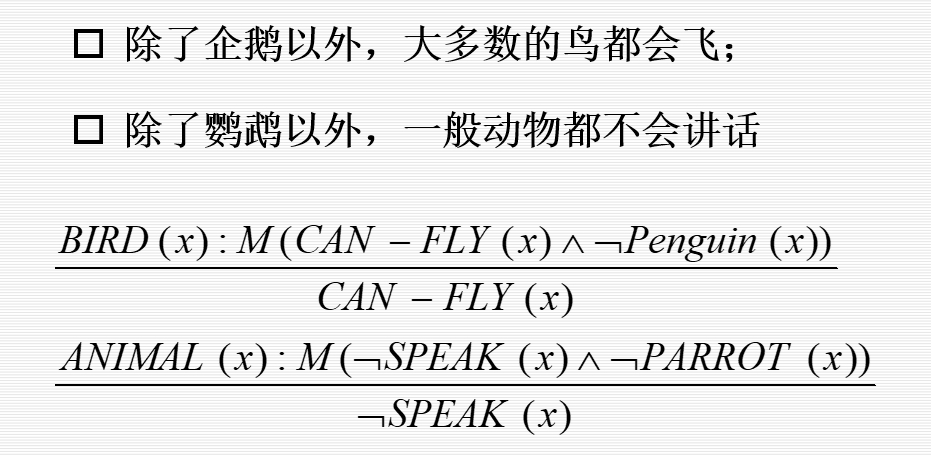 □ 除了企鹅以外，大多数的鸟都会飞；
□ 除了鹦鹉以外，一般动物都不会讲话
BIRD (x) : M (CAN − FLY (x) ∧ ¬Penguin (x))
CAN − FLY (x)
ANIMAL (x) : M (¬SPEAK (x) ∧ ¬PARROT (x))
¬SPEAK (x)